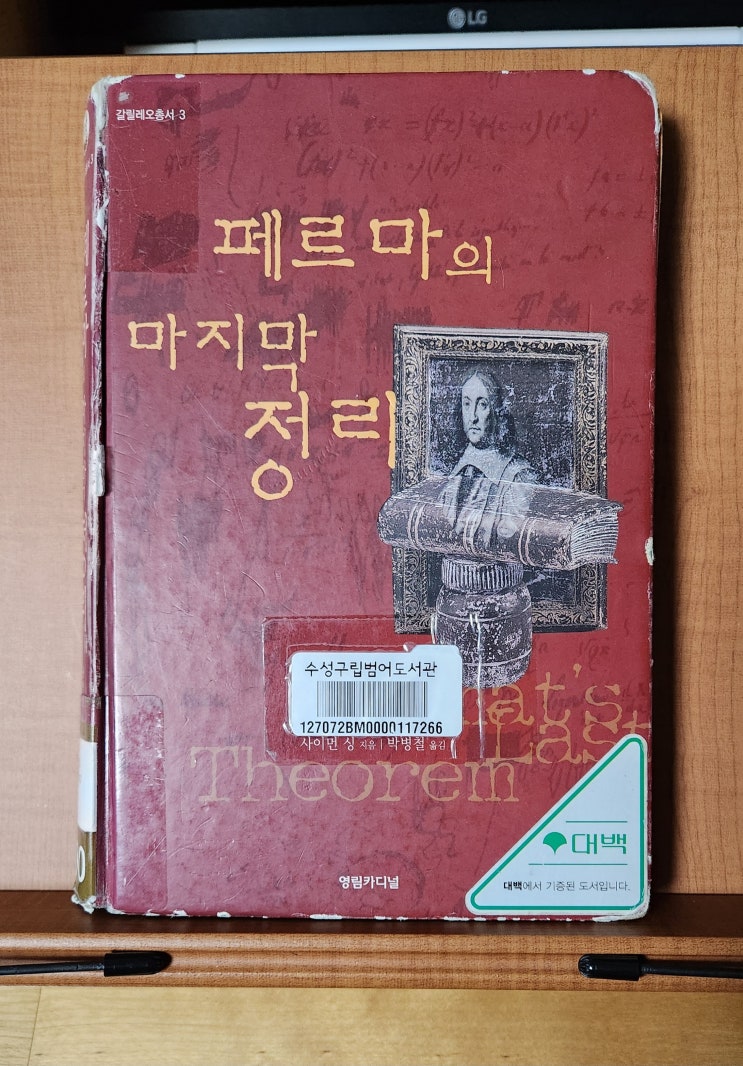 LG
갈릴레오총서 3
페르마의
마지막
정리
수성구립범어도서관
127072BM0000117266
사이먼 싱 지음 | 박병철 옮김
mat's
Last
Theorem
대백
대백에서 기증된 도서입니다.
영림카디널